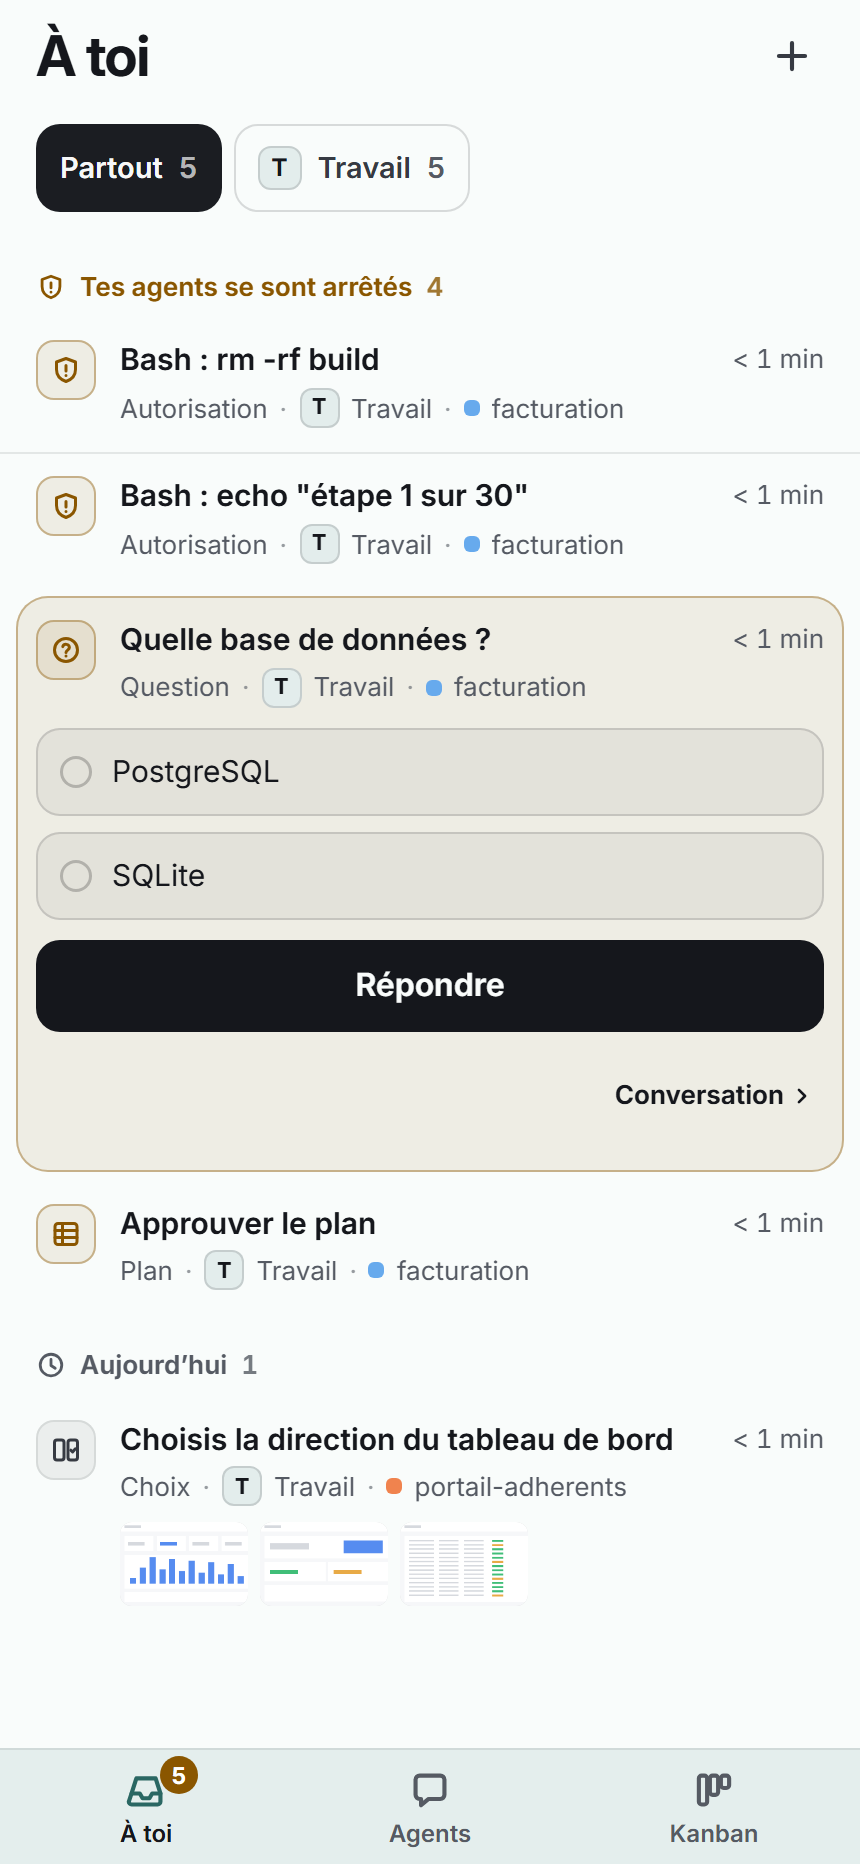 À toi
Partout 5
T Travail 5
Tes agents se sont arrêtés 4
Bash : rm -rf build < 1 min
Autorisation · T Travail · facturation
Bash : echo "étape 1 sur 30" < 1 min
Autorisation · T Travail · facturation
Quelle base de données ? < 1 min
Question · T Travail · facturation
PostgreSQL
SQLite
Répondre
Conversation
Approuver le plan < 1 min
Plan · T Travail · facturation
Aujourd’hui 1
Choisis la direction du tableau de bord < 1 min
Choix · T Travail · portail-adherents
5
À toi
Agents
Kanban